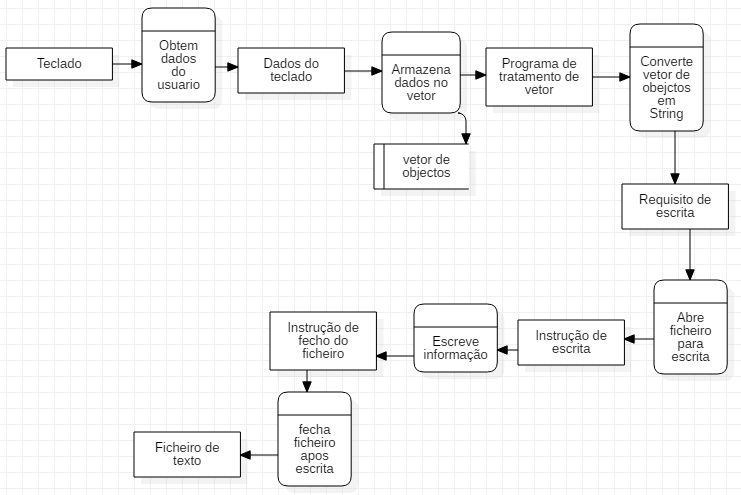 Teclado
Obtem
dados
do
usuario
Dados do
teclado
Armazena
dados no
vetor
Programa de
tratamento de
vetor
Converte
vetor de
obejctos
em
String
vetor de
objectos
Requisito de
escrita
Abre
ficheiro
para
escrita
Instrução de
escrita
Escreve
informação
Instrução de
fecho do
ficheiro
fecha
ficheiro
apos
escrita
Ficheiro de
texto